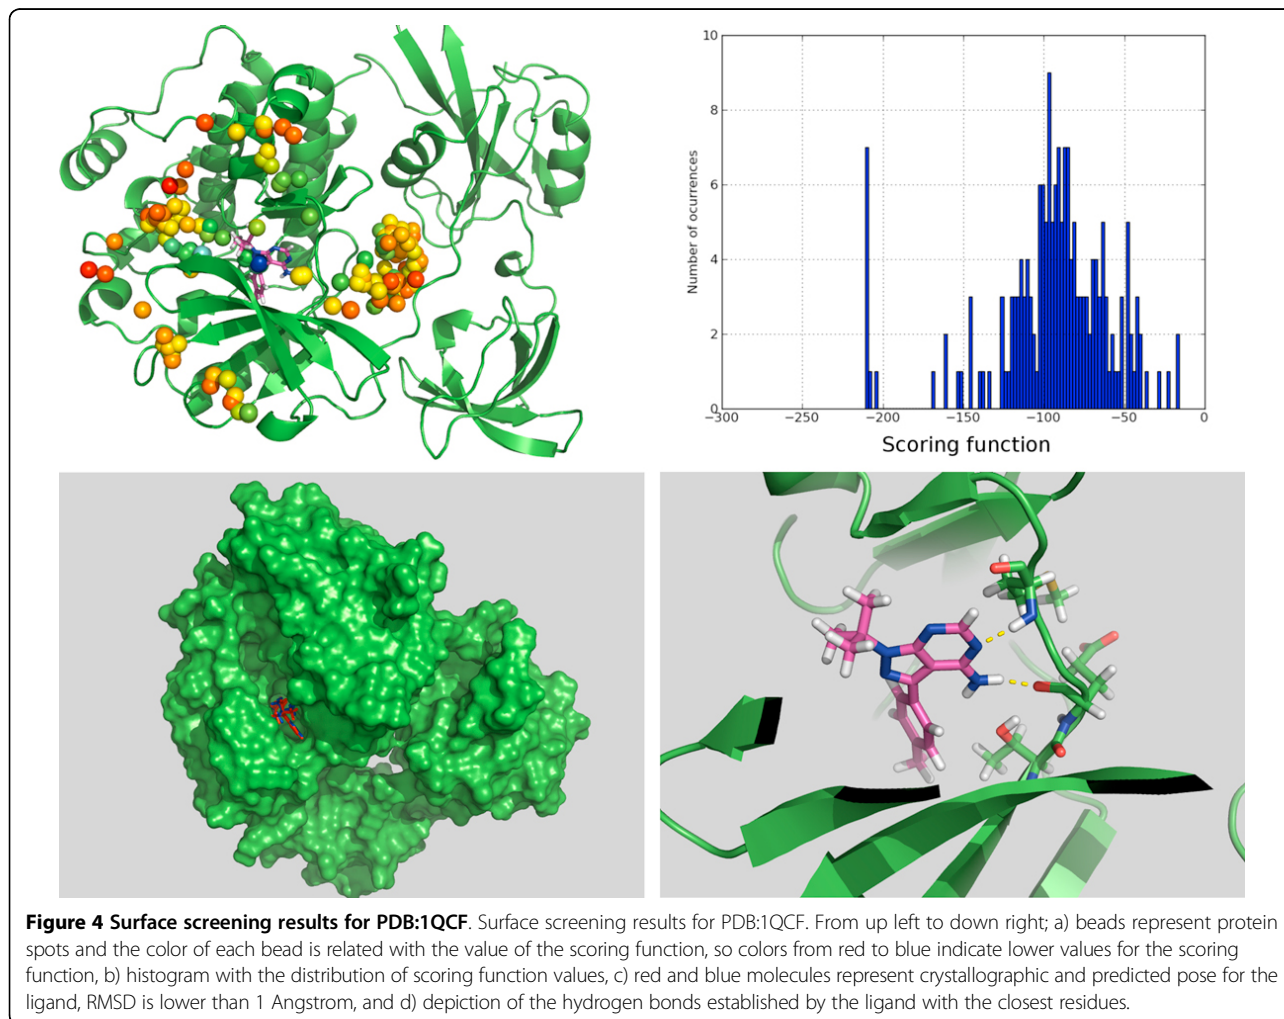 10
8
6
4
2
0
Number of ocurrences
−300
−250
−200
−150
−100
−50
0
Scoring function
Figure 4 Surface screening results for PDB:1QCF. Surface screening results for PDB:1QCF. From up left to down right; a) beads represent protein
spots and the color of each bead is related with the value of the scoring function, so colors from red to blue indicate lower values for the scoring
function, b) histogram with the distribution of scoring function values, c) red and blue molecules represent crystallographic and predicted pose for the
ligand, RMSD is lower than 1 Angstrom, and d) depiction of the hydrogen bonds established by the ligand with the closest residues.